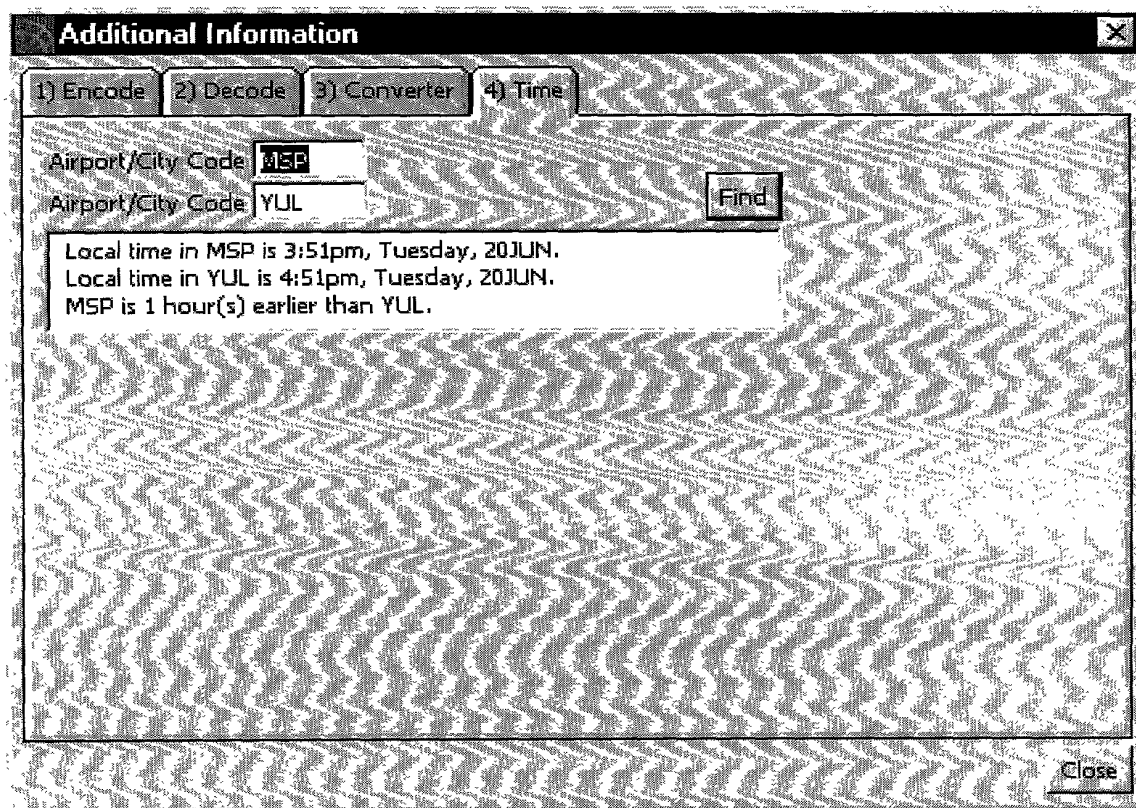 Additional Information
1) Encode 2) Decode 3) Converter 4) Time
Airport/City Code MSP
Airport/City Code YUL
Find
Local time in MSP is 3:51pm, Tuesday, 20JUN.
Local time in YUL is 4:51pm, Tuesday, 20JUN.
MSP is 1 hour(s) earlier than YUL.
Close